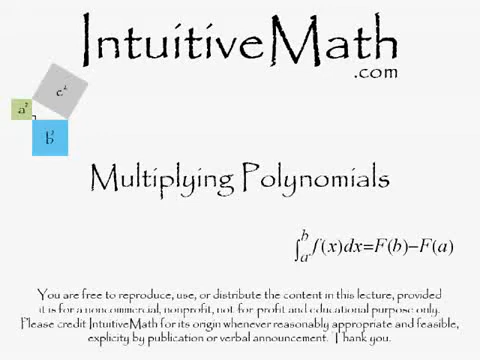 IntuitiveMath
.com
c²
a²
b²
Multiplying Polynomials
∫ₐᵇ f(x)dx=F(b)−F(a)
You are free to reproduce, use, or distribute the content in this lecture, provided
it is for a noncommercial, nonprofit, not-for-profit and educational purpose only.
Please credit IntuitiveMath for its origin whenever reasonably appropriate and feasible,
explicity by publication or verbal announcement. Thank you.